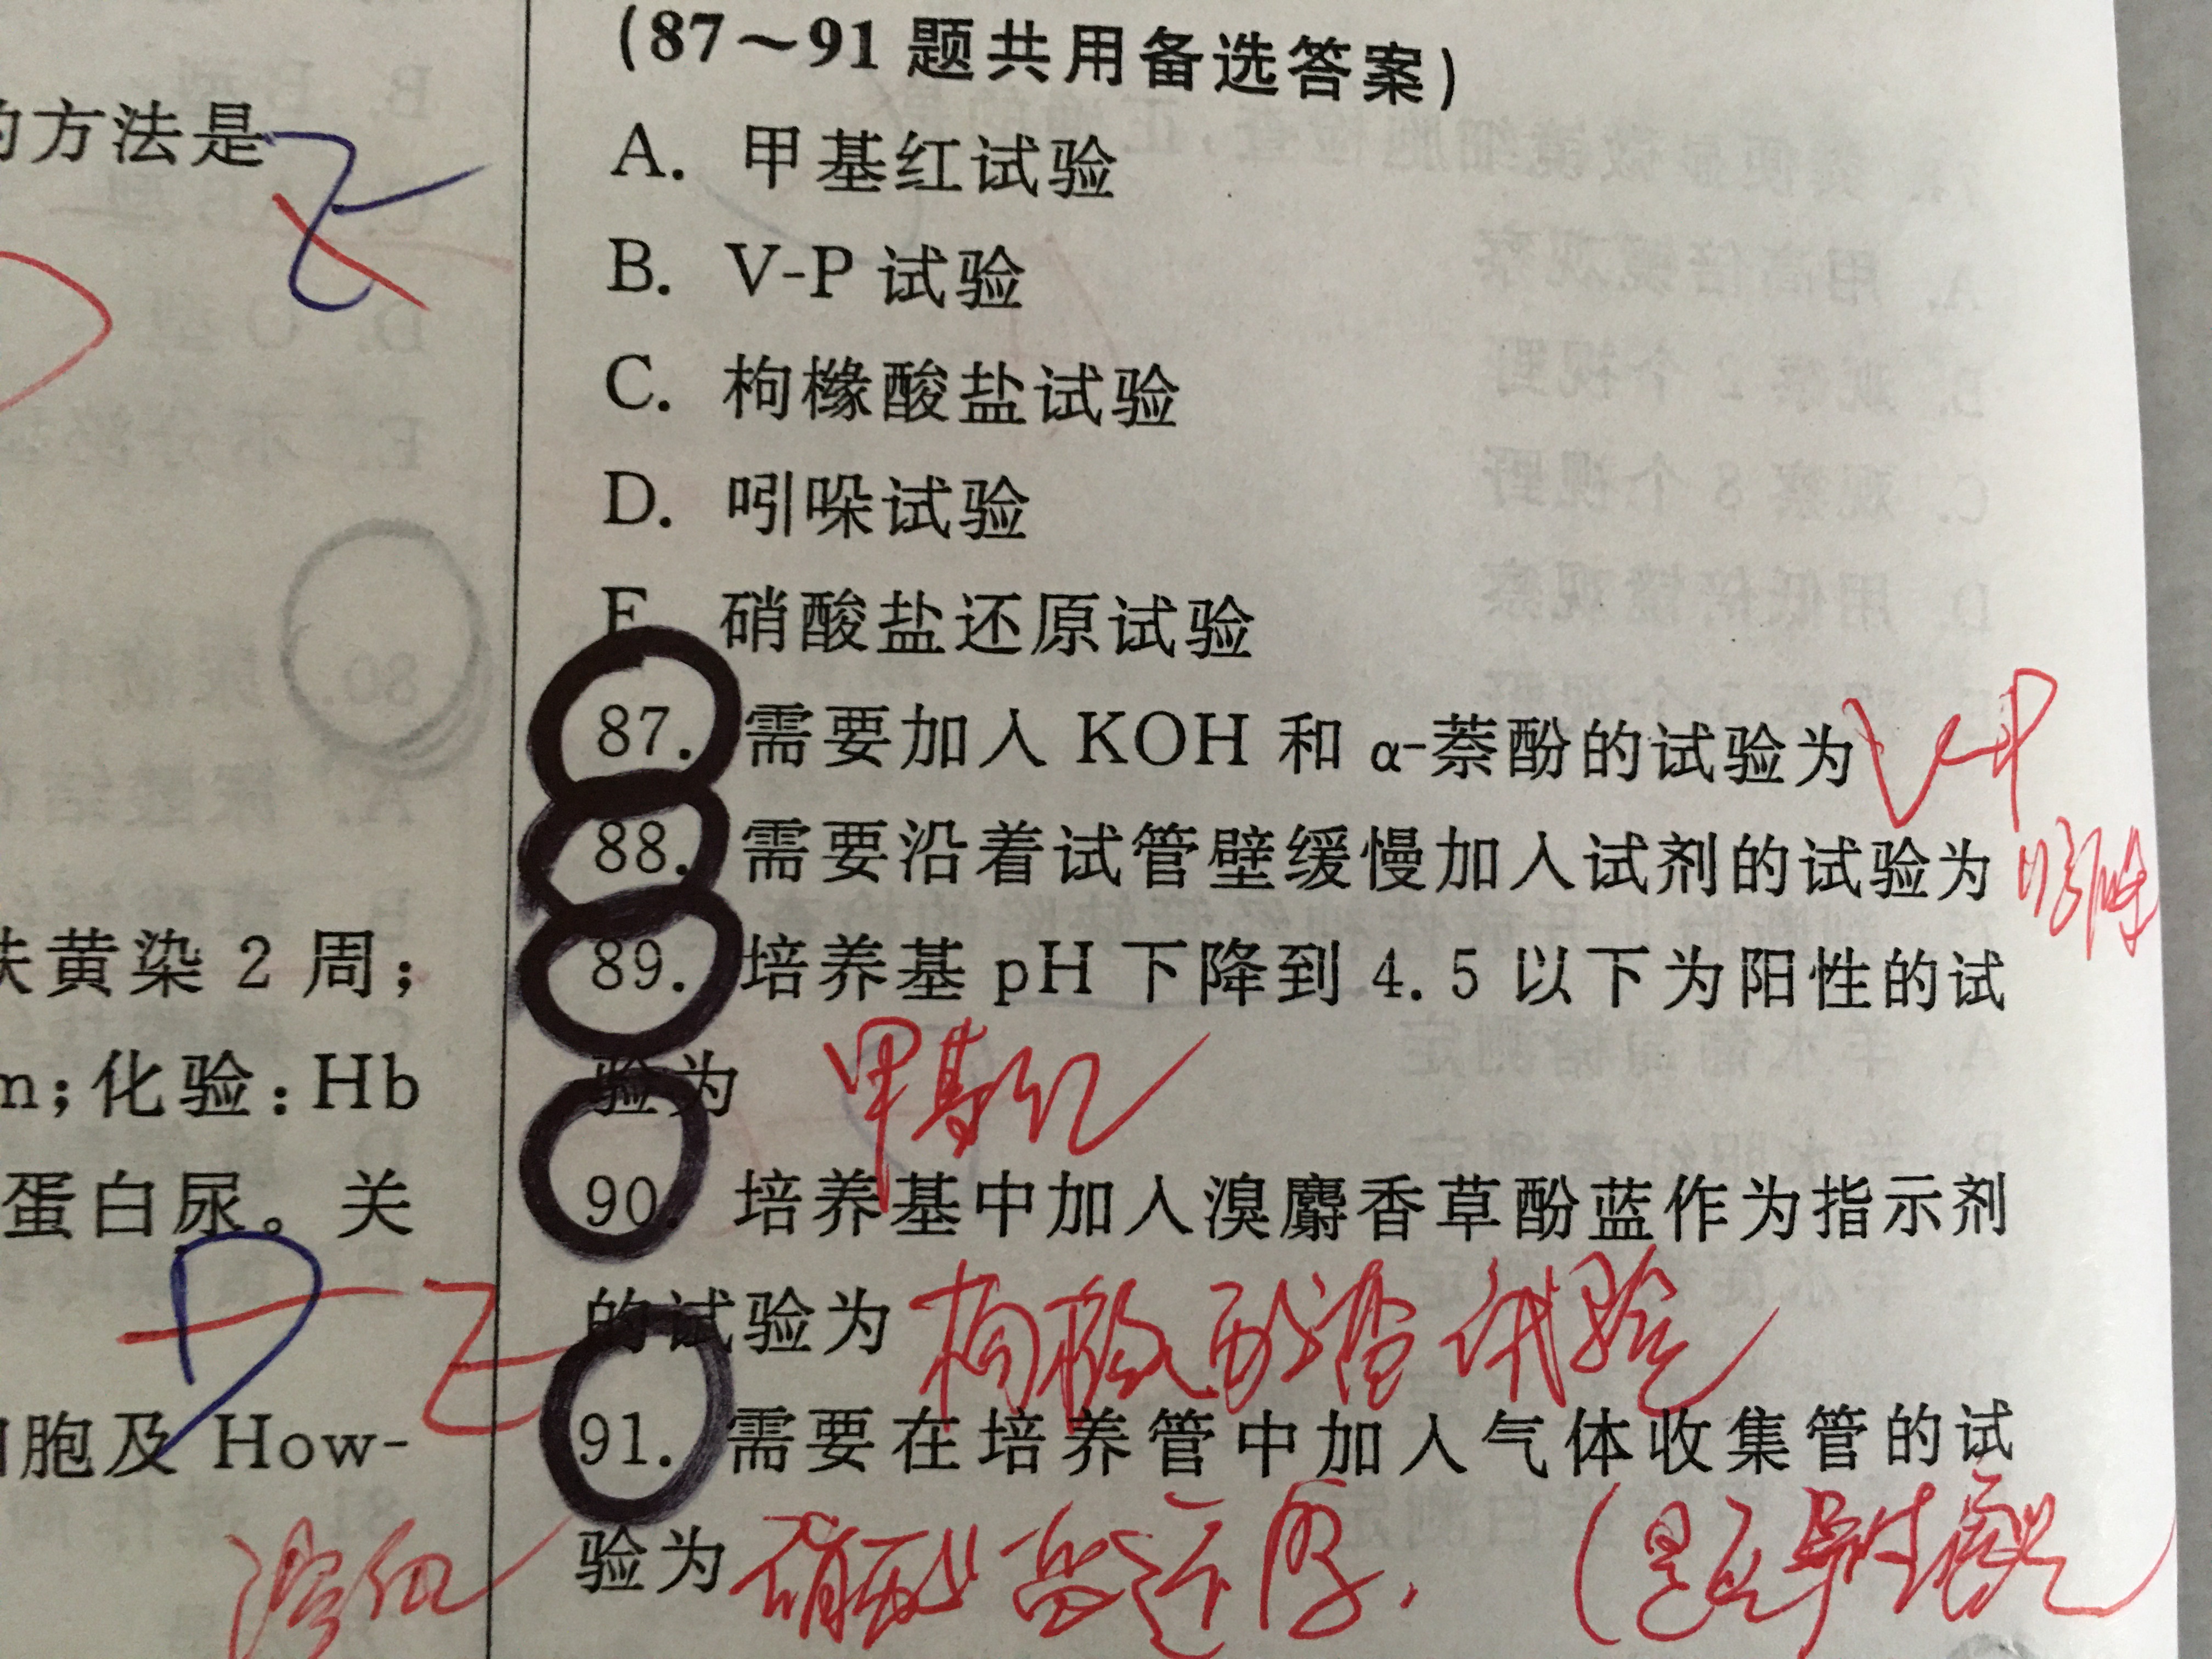 的方法是
夫黄染 2 周;
m;化验:Hb
蛋白尿。关
胞及 How-
(87～91 题共用备选答案)
A. 甲基红试验
B. V-P 试验
C. 枸橼酸盐试验
D. 吲哚试验
E. 硝酸盐还原试验
87. 需要加入 KOH 和 α-萘酚的试验为 VP
88. 需要沿着试管壁缓慢加入试剂的试验为 吲哚
89. 培养基 pH 下降到 4. 5 以下为阳性的试
验为 甲基红
90. 培养基中加入溴麝香草酚蓝作为指示剂
的试验为 枸橼酸盐试验
91. 需要在培养管中加入气体收集管的试
验为 硝酸盐还原